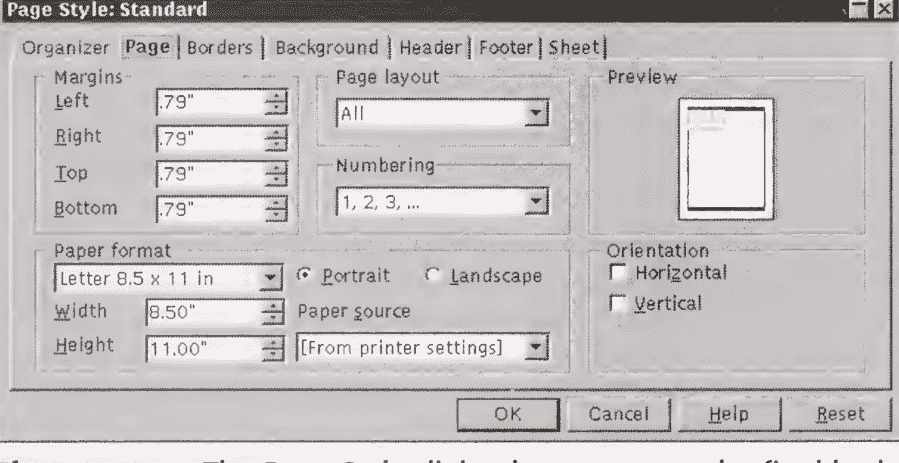 Page Style: Standard
Organizer Page Borders Background Header Footer Sheet
Margins
Left .79"
Right .79"
Top .79"
Bottom .79"
Page layout
All
Numbering
1, 2, 3, ...
Preview
Paper format
Letter 8.5 x 11 in
Portrait Landscape
Width 8.50"
Height 11.00"
Paper source
[From printer settings]
Orientation
Horizontal
Vertical
OK Cancel Help Reset